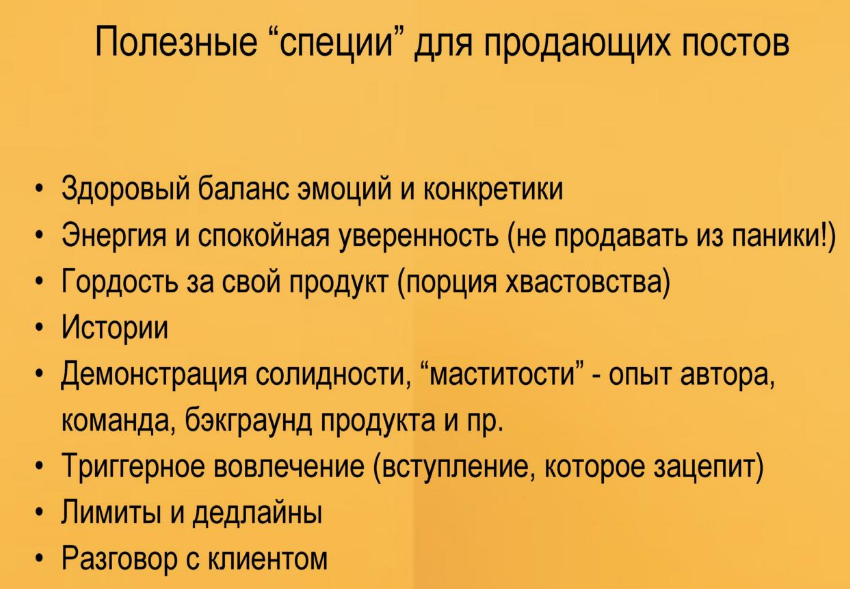 Полезные “специи” для продающих постов
• Здоровый баланс эмоций и конкретики
• Энергия и спокойная уверенность (не продавать из паники!)
• Гордость за свой продукт (порция хвастовства)
• Истории
• Демонстрация солидности, “маститости” - опыт автора,
команда, бэкграунд продукта и пр.
• Триггерное вовлечение (вступление, которое зацепит)
• Лимиты и дедлайны
• Разговор с клиентом